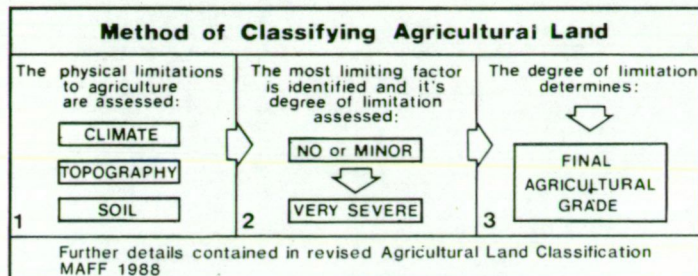 Method of Classifying Agricultural Land
The physical limitations
to agriculture
are assessed:
CLIMATE
TOPOGRAPHY
SOIL
1
The most limiting factor
is identified and it's
degree of limitation
assessed:
NO or MINOR
VERY SEVERE
2
The degree of limitation
determines:
FINAL
AGRICULTURAL
GRADE
3
Further details contained in revised Agricultural Land Classification
MAFF 1988